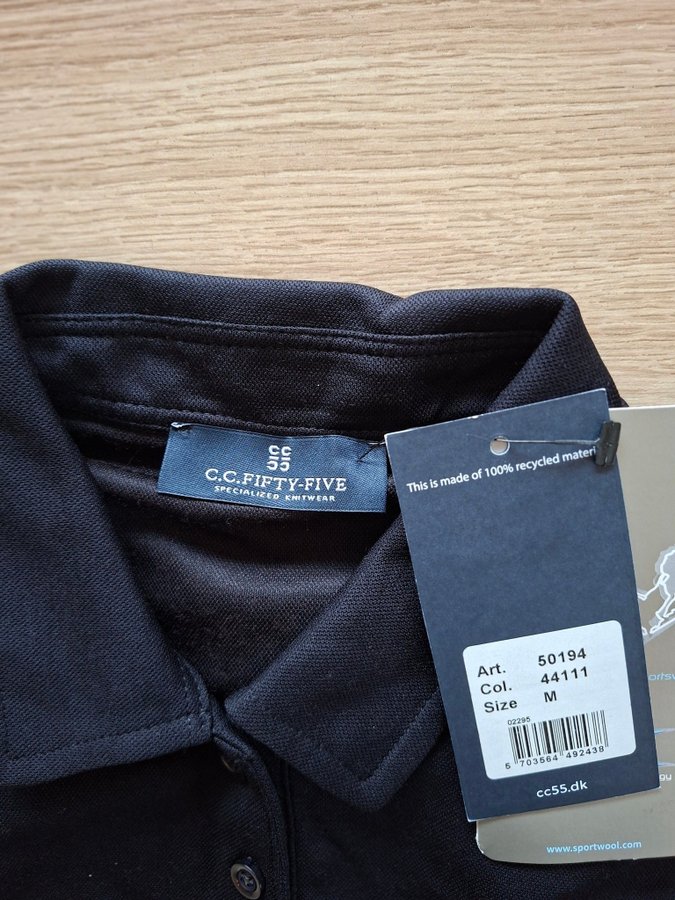 CC
55
C.C.FIFTY-FIVE
SPECIALIZED KNITWEAR
This is made of 100% recycled materi
Art. 50194
Col. 44111
Size M
02295
5 703564 492438
cc55.dk
www.sportwool.com